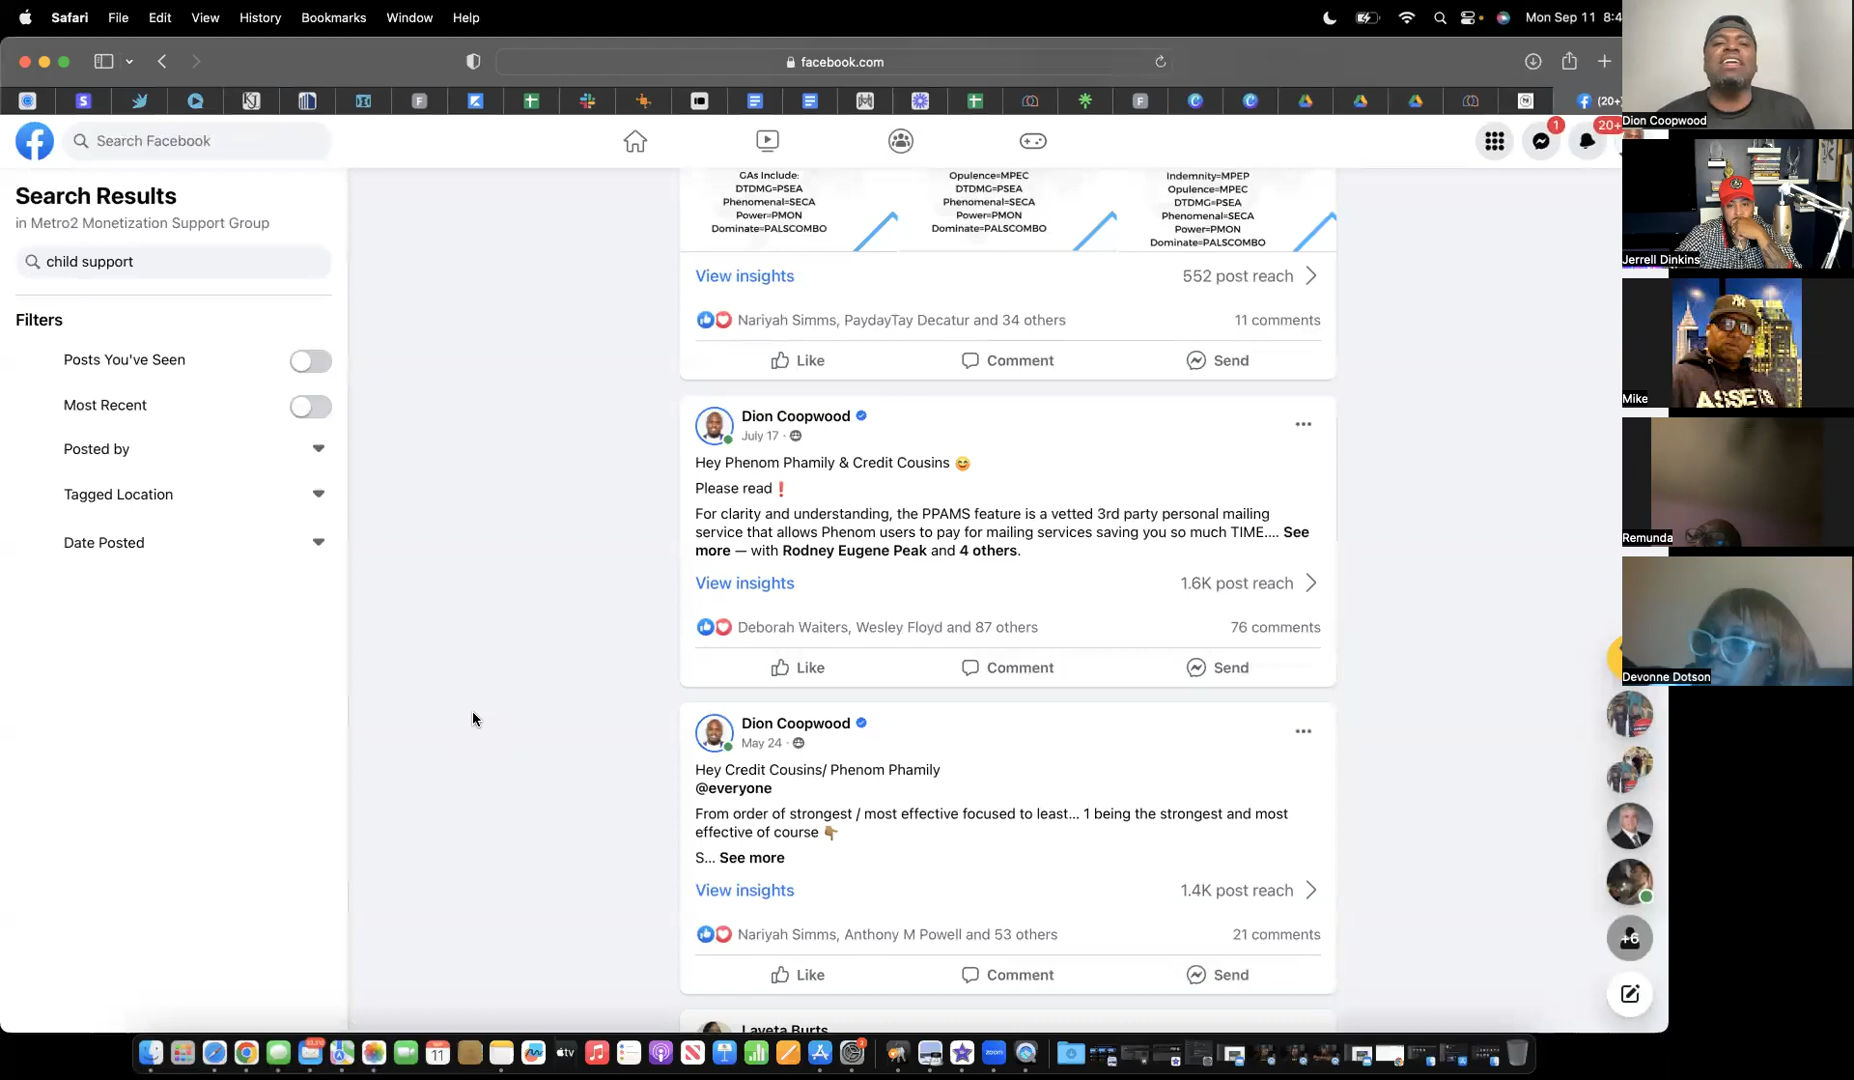 Safari File Edit View History Bookmarks Window Help
Mon Sep 11 8:4
facebook.com
(20+
Search Facebook
1
20+
Search Results
in Metro2 Monetization Support Group
child support
Filters
Posts You've Seen
Most Recent
Posted by
Tagged Location
Date Posted
GAs Include:
DTDMG=PSEA
Phenomenal=SECA
Power=PMON
Dominate=PALSCOMBO
Opulence=MPEC
DTDMG=PSEA
Phenomenal=SECA
Power=PMON
Dominate=PALSCOMBO
Indemnity=MPEP
Opulence=MPEC
DTDMG=PSEA
Phenomenal=SECA
Power=PMON
Dominate=PALSCOMBO
View insights
552 post reach
Nariyah Simms, PaydayTay Decatur and 34 others
11 comments
Like Comment Send
Dion Coopwood
July 17 ·
Hey Phenom Phamily & Credit Cousins 😊
Please read ❗
For clarity and understanding, the PPAMS feature is a vetted 3rd party personal mailing
service that allows Phenom users to pay for mailing services saving you so much TIME.... See
more — with Rodney Eugene Peak and 4 others.
View insights
1.6K post reach
Deborah Waiters, Wesley Floyd and 87 others
76 comments
Like Comment Send
Dion Coopwood
May 24 ·
Hey Credit Cousins/ Phenom Phamily
@everyone
From order of strongest / most effective focused to least... 1 being the strongest and most
effective of course 👇🏽
S... See more
View insights
1.4K post reach
Nariyah Simms, Anthony M Powell and 53 others
21 comments
Like Comment Send
Laveta Burts
Dion Coopwood
Jerrell Dinkins
ASSETS
Mike
Remunda
Devonne Dotson
+6
11
tv
zoom